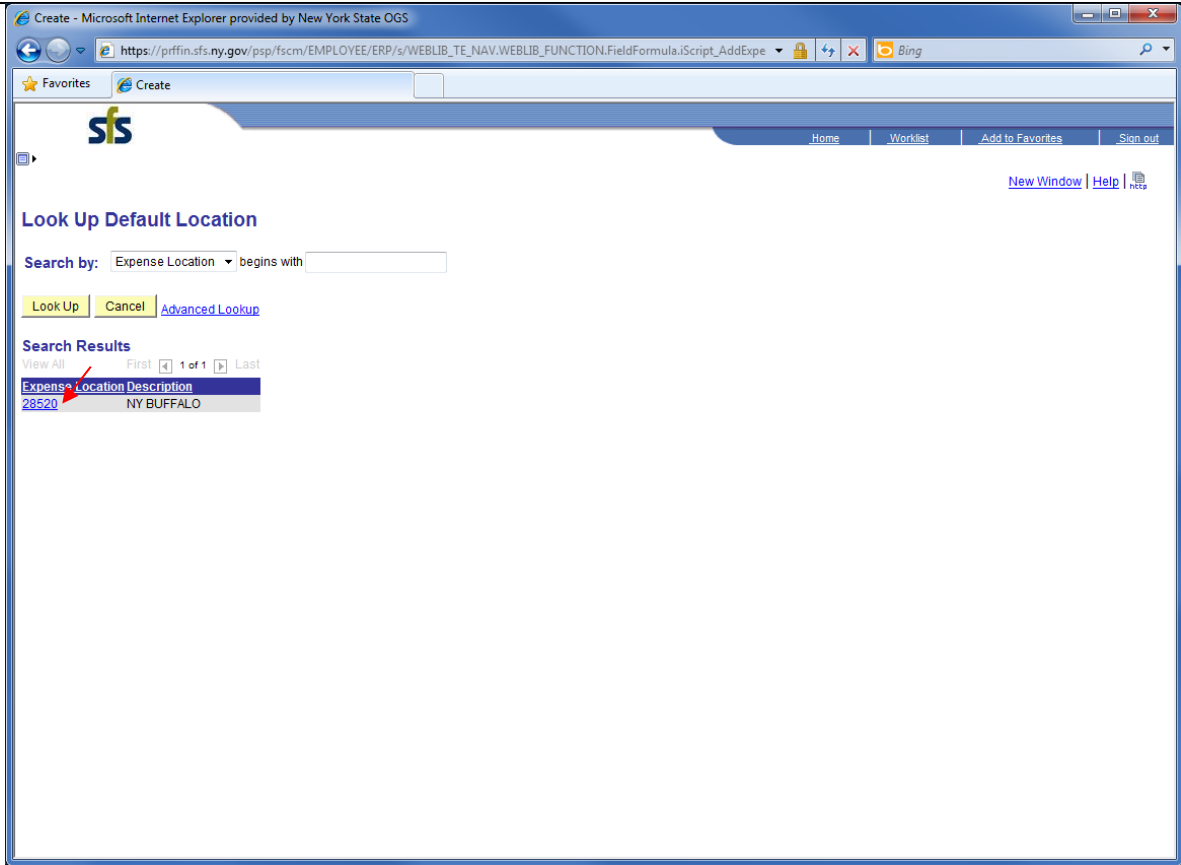 Create - Microsoft Internet Explorer provided by New York State OGS
https://prffin.sfs.ny.gov/psp/fscm/EMPLOYEE/ERP/s/WEBLIB_TE_NAV.WEBLIB_FUNCTION.FieldFormula.iScript_AddExpe
Bing
Favorites Create
sfs
Home Worklist Add to Favorites Sign out
New Window | Help | http
Look Up Default Location
Search by: Expense Location begins with
Look Up Cancel Advanced Lookup
Search Results
View All First 1 of 1 Last
Expense Location Description
28520 NY BUFFALO